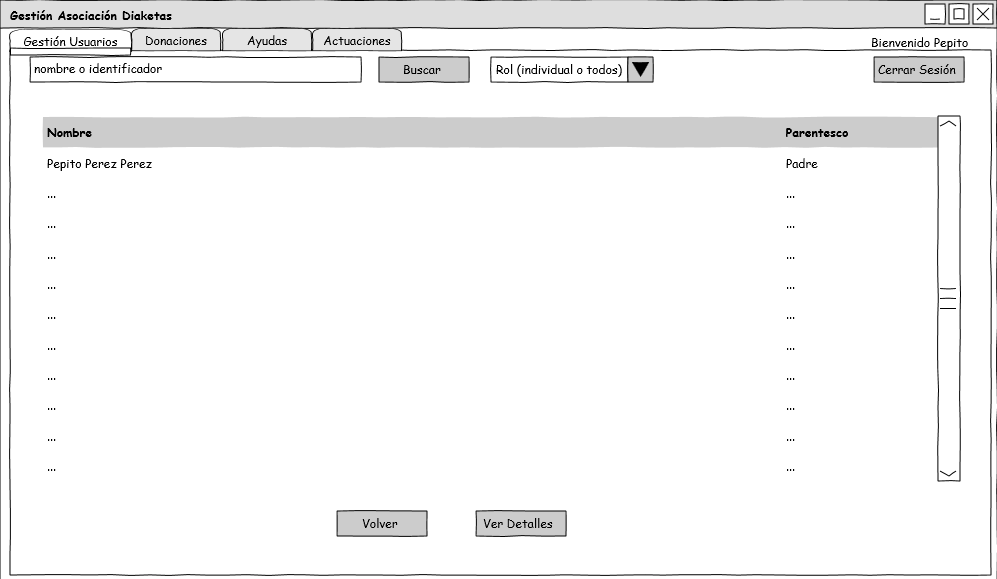 Gestión Asociación Diaketas
Gestión Usuarios Donaciones Ayudas Actuaciones
Bienvenido Pepito
nombre o identificador Buscar Rol (individual o todos) Cerrar Sesión
Nombre Parentesco
Pepito Perez Perez Padre
... ...
... ...
... ...
... ...
... ...
... ...
... ...
... ...
... ...
... ...
Volver Ver Detalles